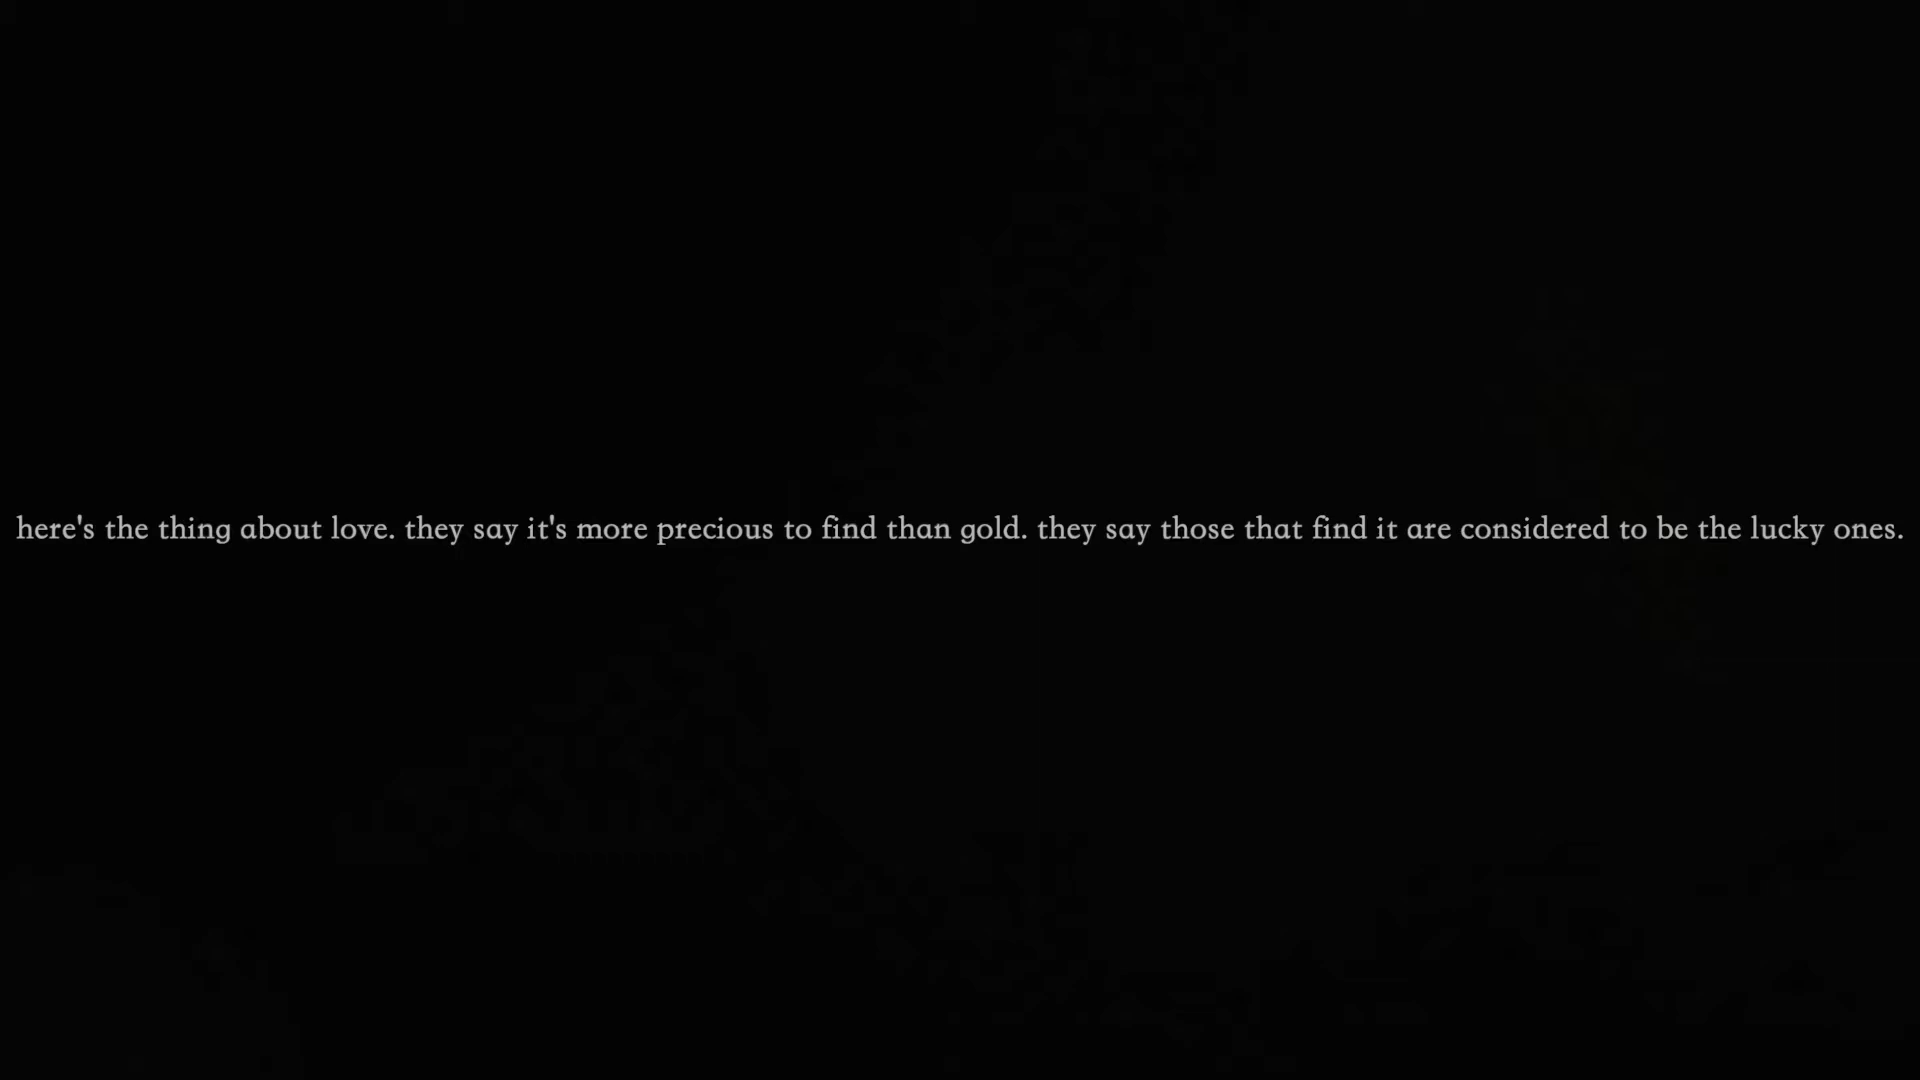 here's the thing about love. they say it's more precious to find than gold. they say those that find it are considered to be the lucky ones.